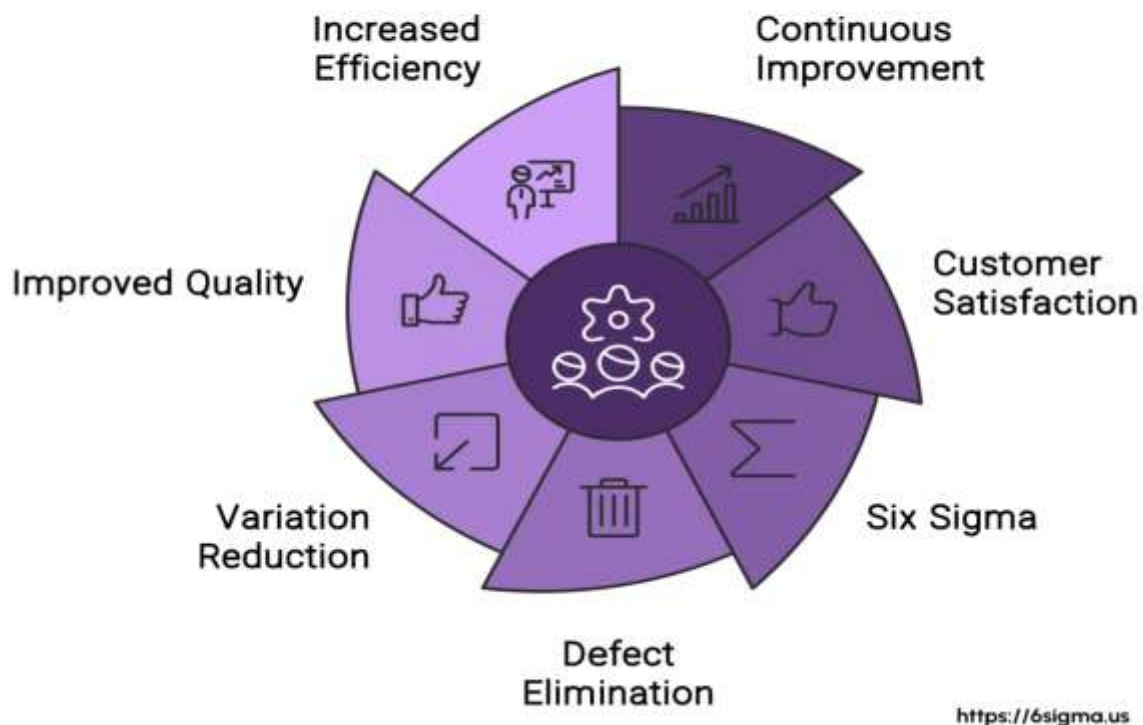 Increased
Efficiency
Continuous
Improvement
Improved Quality
Customer
Satisfaction
Variation
Reduction
Six Sigma
Defect
Elimination
https://6sigma.us